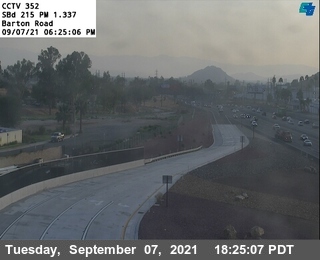 CCTV 352
SBd 215 PM 1.337
Barton Road
09/07/21 06:25:06 PM
Tuesday, September 07, 2021 18:25:07 PDT